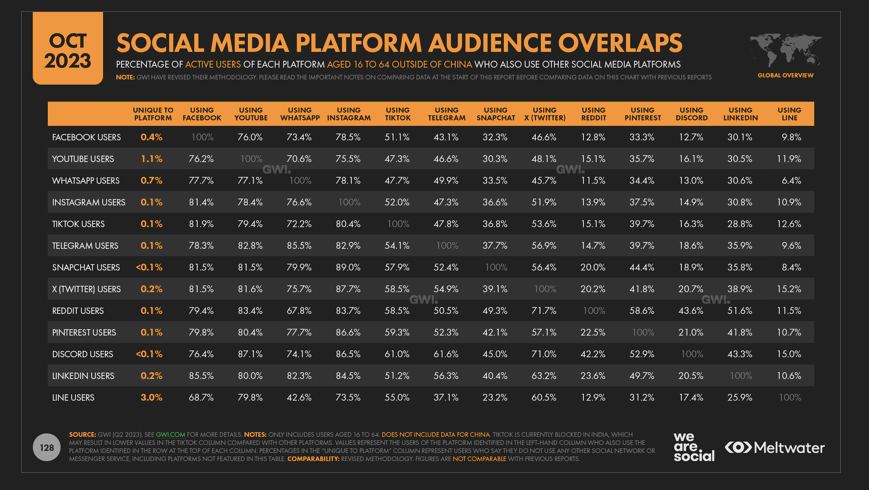 OCT
2023
SOCIAL MEDIA PLATFORM AUDIENCE OVERLAPS
PERCENTAGE OF ACTIVE USERS OF EACH PLATFORM AGED 16 TO 64 OUTSIDE OF CHINA WHO ALSO USE OTHER SOCIAL MEDIA PLATFORMS
NOTE: GWI HAVE REVISED THEIR METHODOLOGY. PLEASE READ THE IMPORTANT NOTES ON COMPARING DATA AT THE START OF THIS REPORT BEFORE COMPARING DATA ON THIS CHART WITH PREVIOUS REPORTS
GLOBAL OVERVIEW
UNIQUE TO PLATFORM USING FACEBOOK USING YOUTUBE USING WHATSAPP USING INSTAGRAM USING TIKTOK USING TELEGRAM USING SNAPCHAT USING X (TWITTER) USING REDDIT USING PINTEREST USING DISCORD USING LINKEDIN USING LINE
FACEBOOK USERS 0.4% 100% 76.0% 73.4% 78.5% 51.1% 43.1% 32.3% 46.6% 12.8% 33.3% 12.7% 30.1% 9.8%
YOUTUBE USERS 1.1% 76.2% 100% 70.6% 75.5% 47.3% 46.6% 30.3% 48.1% 15.1% 35.7% 16.1% 30.5% 11.9%
GWI. GWI.
WHATSAPP USERS 0.7% 77.7% 77.1% 100% 78.1% 47.7% 49.9% 33.5% 45.7% 11.5% 34.4% 13.0% 30.6% 6.4%
INSTAGRAM USERS 0.1% 81.4% 78.4% 76.6% 100% 52.0% 47.3% 36.6% 51.9% 13.9% 37.5% 14.9% 30.8% 10.9%
TIKTOK USERS 0.1% 81.9% 79.4% 72.2% 80.4% 100% 47.8% 36.8% 53.6% 15.1% 39.7% 16.3% 28.8% 12.6%
TELEGRAM USERS 0.1% 78.3% 82.8% 85.5% 82.9% 54.1% 100% 37.7% 56.9% 14.7% 39.7% 18.6% 35.9% 9.6%
SNAPCHAT USERS <0.1% 81.5% 81.5% 79.9% 89.0% 57.9% 52.4% 100% 56.4% 20.0% 44.4% 18.9% 35.8% 8.4%
X (TWITTER) USERS 0.2% 81.5% 81.6% 75.7% 87.7% 58.5% 54.9% 39.1% 100% 20.2% 41.8% 20.7% 38.9% 15.2%
GWI. GWI.
REDDIT USERS 0.1% 79.4% 83.4% 67.8% 83.7% 58.5% 50.5% 49.3% 71.7% 100% 58.6% 43.6% 51.6% 11.5%
PINTEREST USERS 0.1% 79.8% 80.4% 77.7% 86.6% 59.3% 52.3% 42.1% 57.1% 22.5% 100% 21.0% 41.8% 10.7%
DISCORD USERS <0.1% 76.4% 87.1% 74.1% 86.5% 61.0% 61.6% 45.0% 71.0% 42.2% 52.9% 100% 43.3% 15.0%
LINKEDIN USERS 0.2% 85.5% 80.0% 82.3% 84.5% 51.2% 56.3% 40.4% 63.2% 23.6% 49.7% 20.5% 100% 10.6%
LINE USERS 3.0% 68.7% 79.8% 42.6% 73.5% 55.0% 37.1% 23.2% 60.5% 12.9% 31.2% 17.4% 25.9% 100%
128
SOURCE: GWI (Q2 2023). SEE GWI.COM FOR MORE DETAILS. NOTES: ONLY INCLUDES USERS AGED 16 TO 64. DOES NOT INCLUDE DATA FOR CHINA. TIKTOK IS CURRENTLY BLOCKED IN INDIA, WHICH
MAY RESULT IN LOWER VALUES IN THE TIKTOK COLUMN COMPARED WITH OTHER PLATFORMS. VALUES REPRESENT THE USERS OF THE PLATFORM IDENTIFIED IN THE LEFT-HAND COLUMN WHO ALSO USE THE
PLATFORM IDENTIFIED IN THE ROW AT THE TOP OF EACH COLUMN. PERCENTAGES IN THE "UNIQUE TO PLATFORM" COLUMN REPRESENT USERS WHO SAY THEY DO NOT USE ANY OTHER SOCIAL NETWORK OR
MESSENGER SERVICE, INCLUDING PLATFORMS NOT FEATURED IN THIS TABLE. COMPARABILITY: REVISED METHODOLOGY. FIGURES ARE NOT COMPARABLE WITH PREVIOUS REPORTS.
we
are.
social
Meltwater